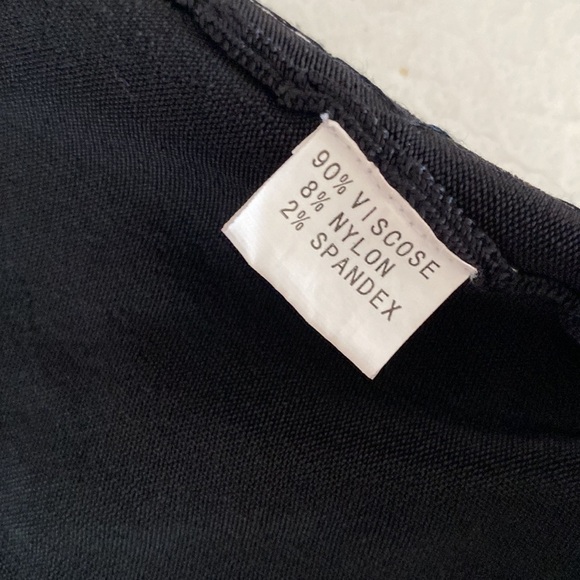 90% VISCOSE
8% NYLON
2% SPANDEX